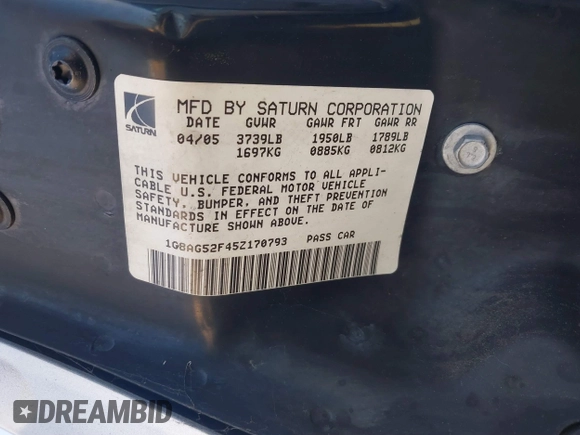 SATURN
MFD BY SATURN CORPORATION
DATE GVWR GAWR FRT GAWR RR
04/05 3739LB 1950LB 1789LB
1697KG 0885KG 0812KG
THIS VEHICLE CONFORMS TO ALL APPLI-
CABLE U.S. FEDERAL MOTOR VEHICLE
SAFETY, BUMPER, AND THEFT PREVENTION
STANDARDS IN EFFECT ON THE DATE OF
MANUFACTURE SHOWN ABOVE.
1G8AG52F45Z170793 PASS CAR
DREAMBID